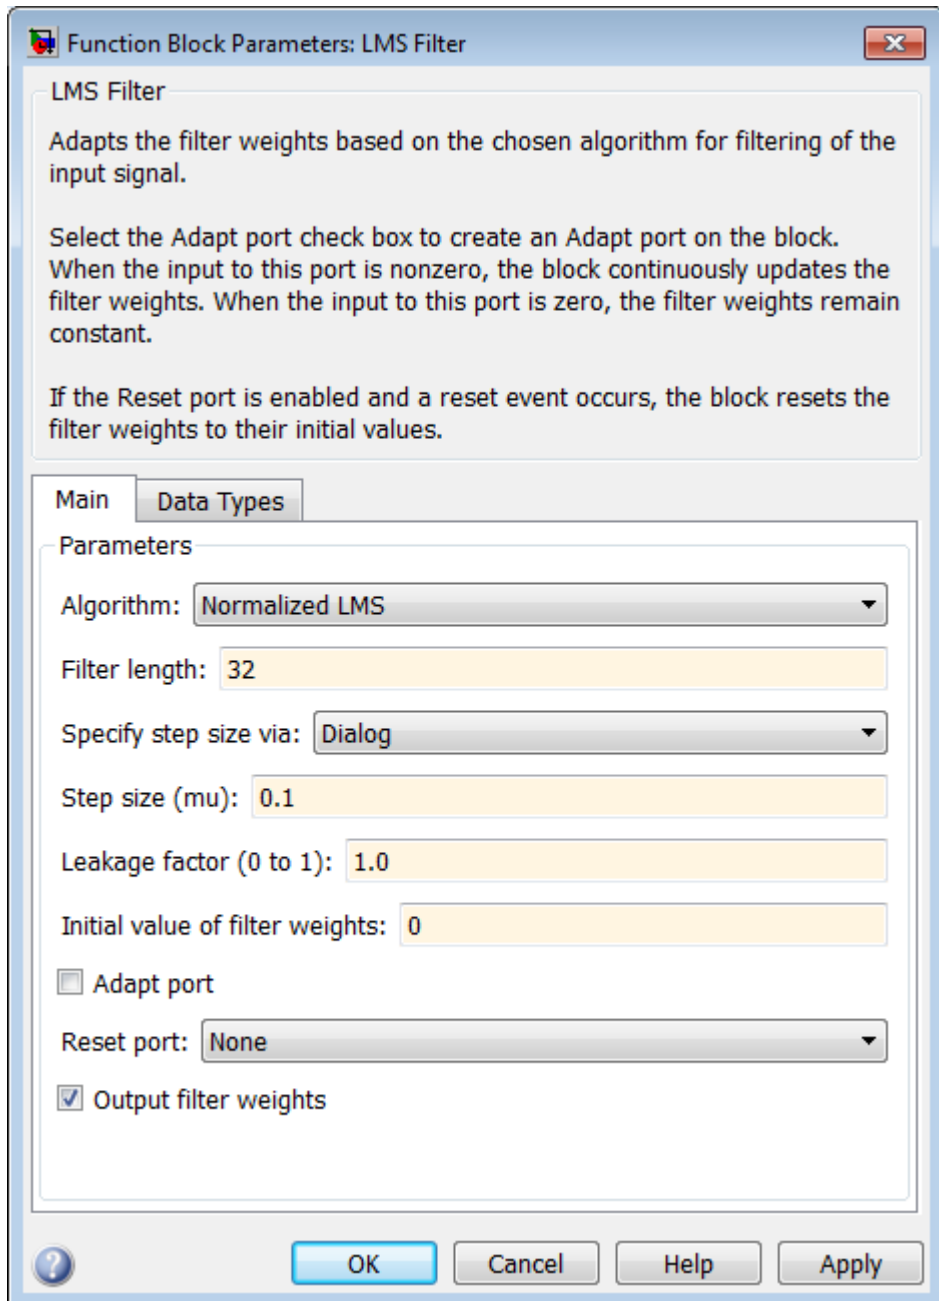 Function Block Parameters: LMS Filter
LMS Filter
Adapts the filter weights based on the chosen algorithm for filtering of the
input signal.
Select the Adapt port check box to create an Adapt port on the block.
When the input to this port is nonzero, the block continuously updates the
filter weights. When the input to this port is zero, the filter weights remain
constant.
If the Reset port is enabled and a reset event occurs, the block resets the
filter weights to their initial values.
Main Data Types
Parameters
Algorithm: Normalized LMS
Filter length: 32
Specify step size via: Dialog
Step size (mu): 0.1
Leakage factor (0 to 1): 1.0
Initial value of filter weights: 0
Adapt port
Reset port: None
Output filter weights
? OK Cancel Help Apply